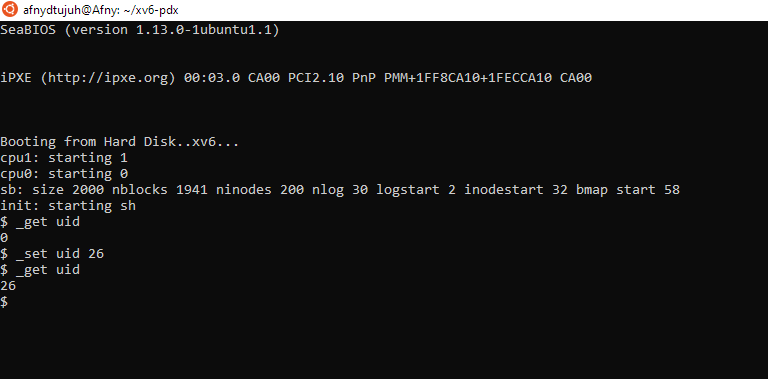 afnydtujuh@Afny: ~/xv6-pdx
SeaBIOS (version 1.13.0-1ubuntu1.1)
iPXE (http://ipxe.org) 00:03.0 CA00 PCI2.10 PnP PMM+1FF8CA10+1FECCA10 CA00
Booting from Hard Disk..xv6...
cpu1: starting 1
cpu0: starting 0
sb: size 2000 nblocks 1941 ninodes 200 nlog 30 logstart 2 inodestart 32 bmap start 58
init: starting sh
$ _get uid
0
$ _set uid 26
$ _get uid
26
$